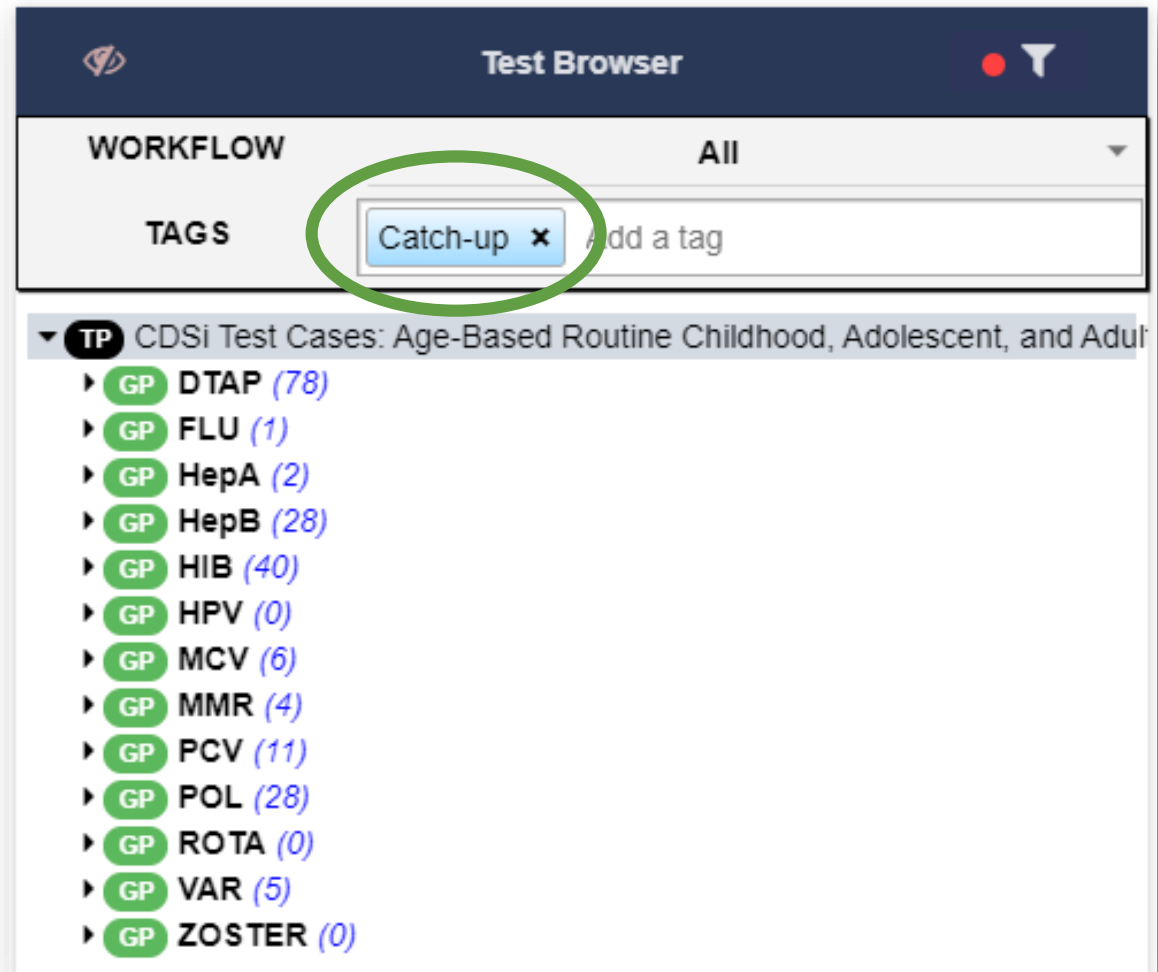 Test Browser
WORKFLOW All
TAGS Catch-up × Add a tag
TP CDSi Test Cases: Age-Based Routine Childhood, Adolescent, and
GP DTAP (78)
GP FLU (1)
GP HepA (2)
GP HepB (28)
GP HIB (40)
GP HPV (0)
GP MCV (6)
GP MMR (4)
GP PCV (11)
GP POL (28)
GP ROTA (0)
GP VAR (5)
GP ZOSTER (0)